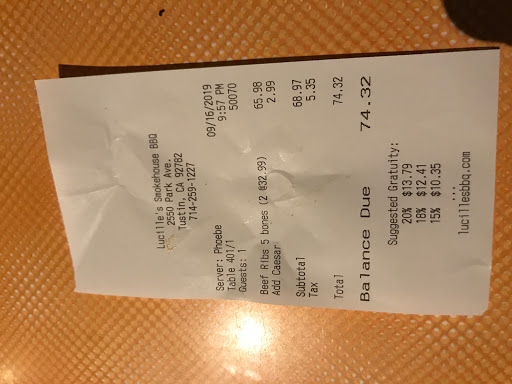 Lucille's Smokehouse BBQ
2550 Park Ave.
Tustin, CA 92782
714-259-1227
Server: Phoebe 09/16/2019
Table 401/1 9:57 PM
Guests: 1 50070
Beef Ribs 5 bones (2 @32.99) 65.98
Add Caesar 2.99
Subtotal 68.97
Tax 5.35
Total 74.32
Balance Due 74.32
Suggested Gratuity:
20% $13.79
18% $12.41
15% $10.35
...
lucillesbbq.com